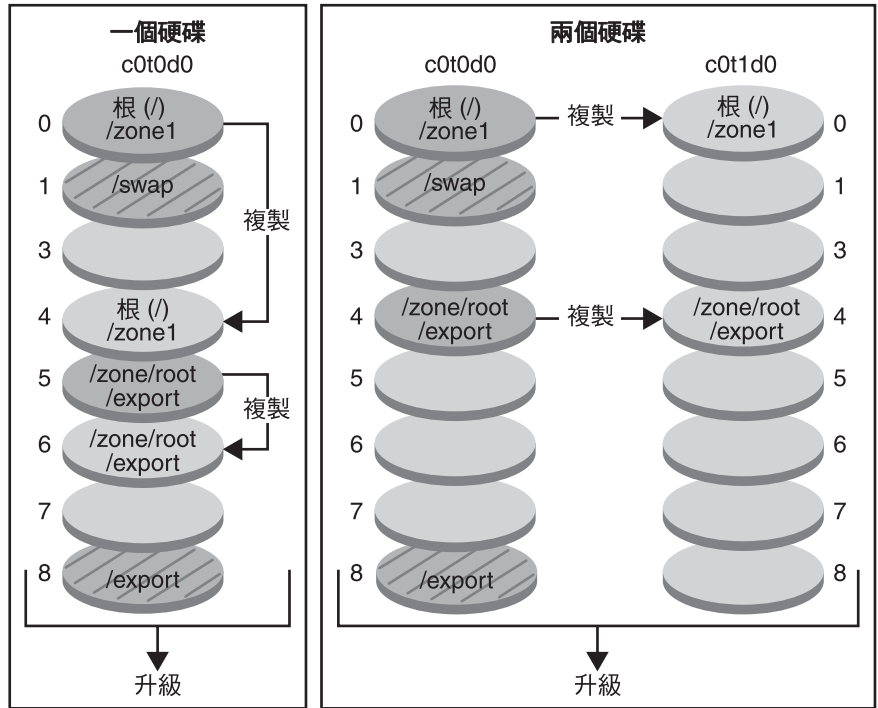 一個硬碟
c0t0d0
0
根 (/)
/zone1
1
/swap
複製
3
4
根 (/)
/zone1
5
/zone/root
/export
複製
6
/zone/root
/export
7
8
/export
升級
兩個硬碟
c0t0d0
c0t1d0
0
根 (/)
/zone1
複製
根 (/)
/zone1
0
1
/swap
1
3
3
4
/zone/root
/export
複製
/zone/root
/export
4
5
5
6
6
7
7
8
/export
8
升級